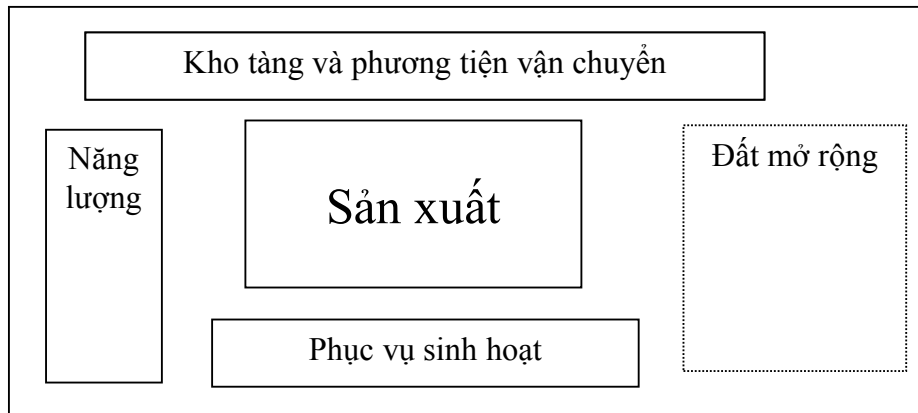 Kho tàng và phương tiện vận chuyển
Năng
lượng
Sản xuất
Đất mở rộng
Phục vụ sinh hoạt